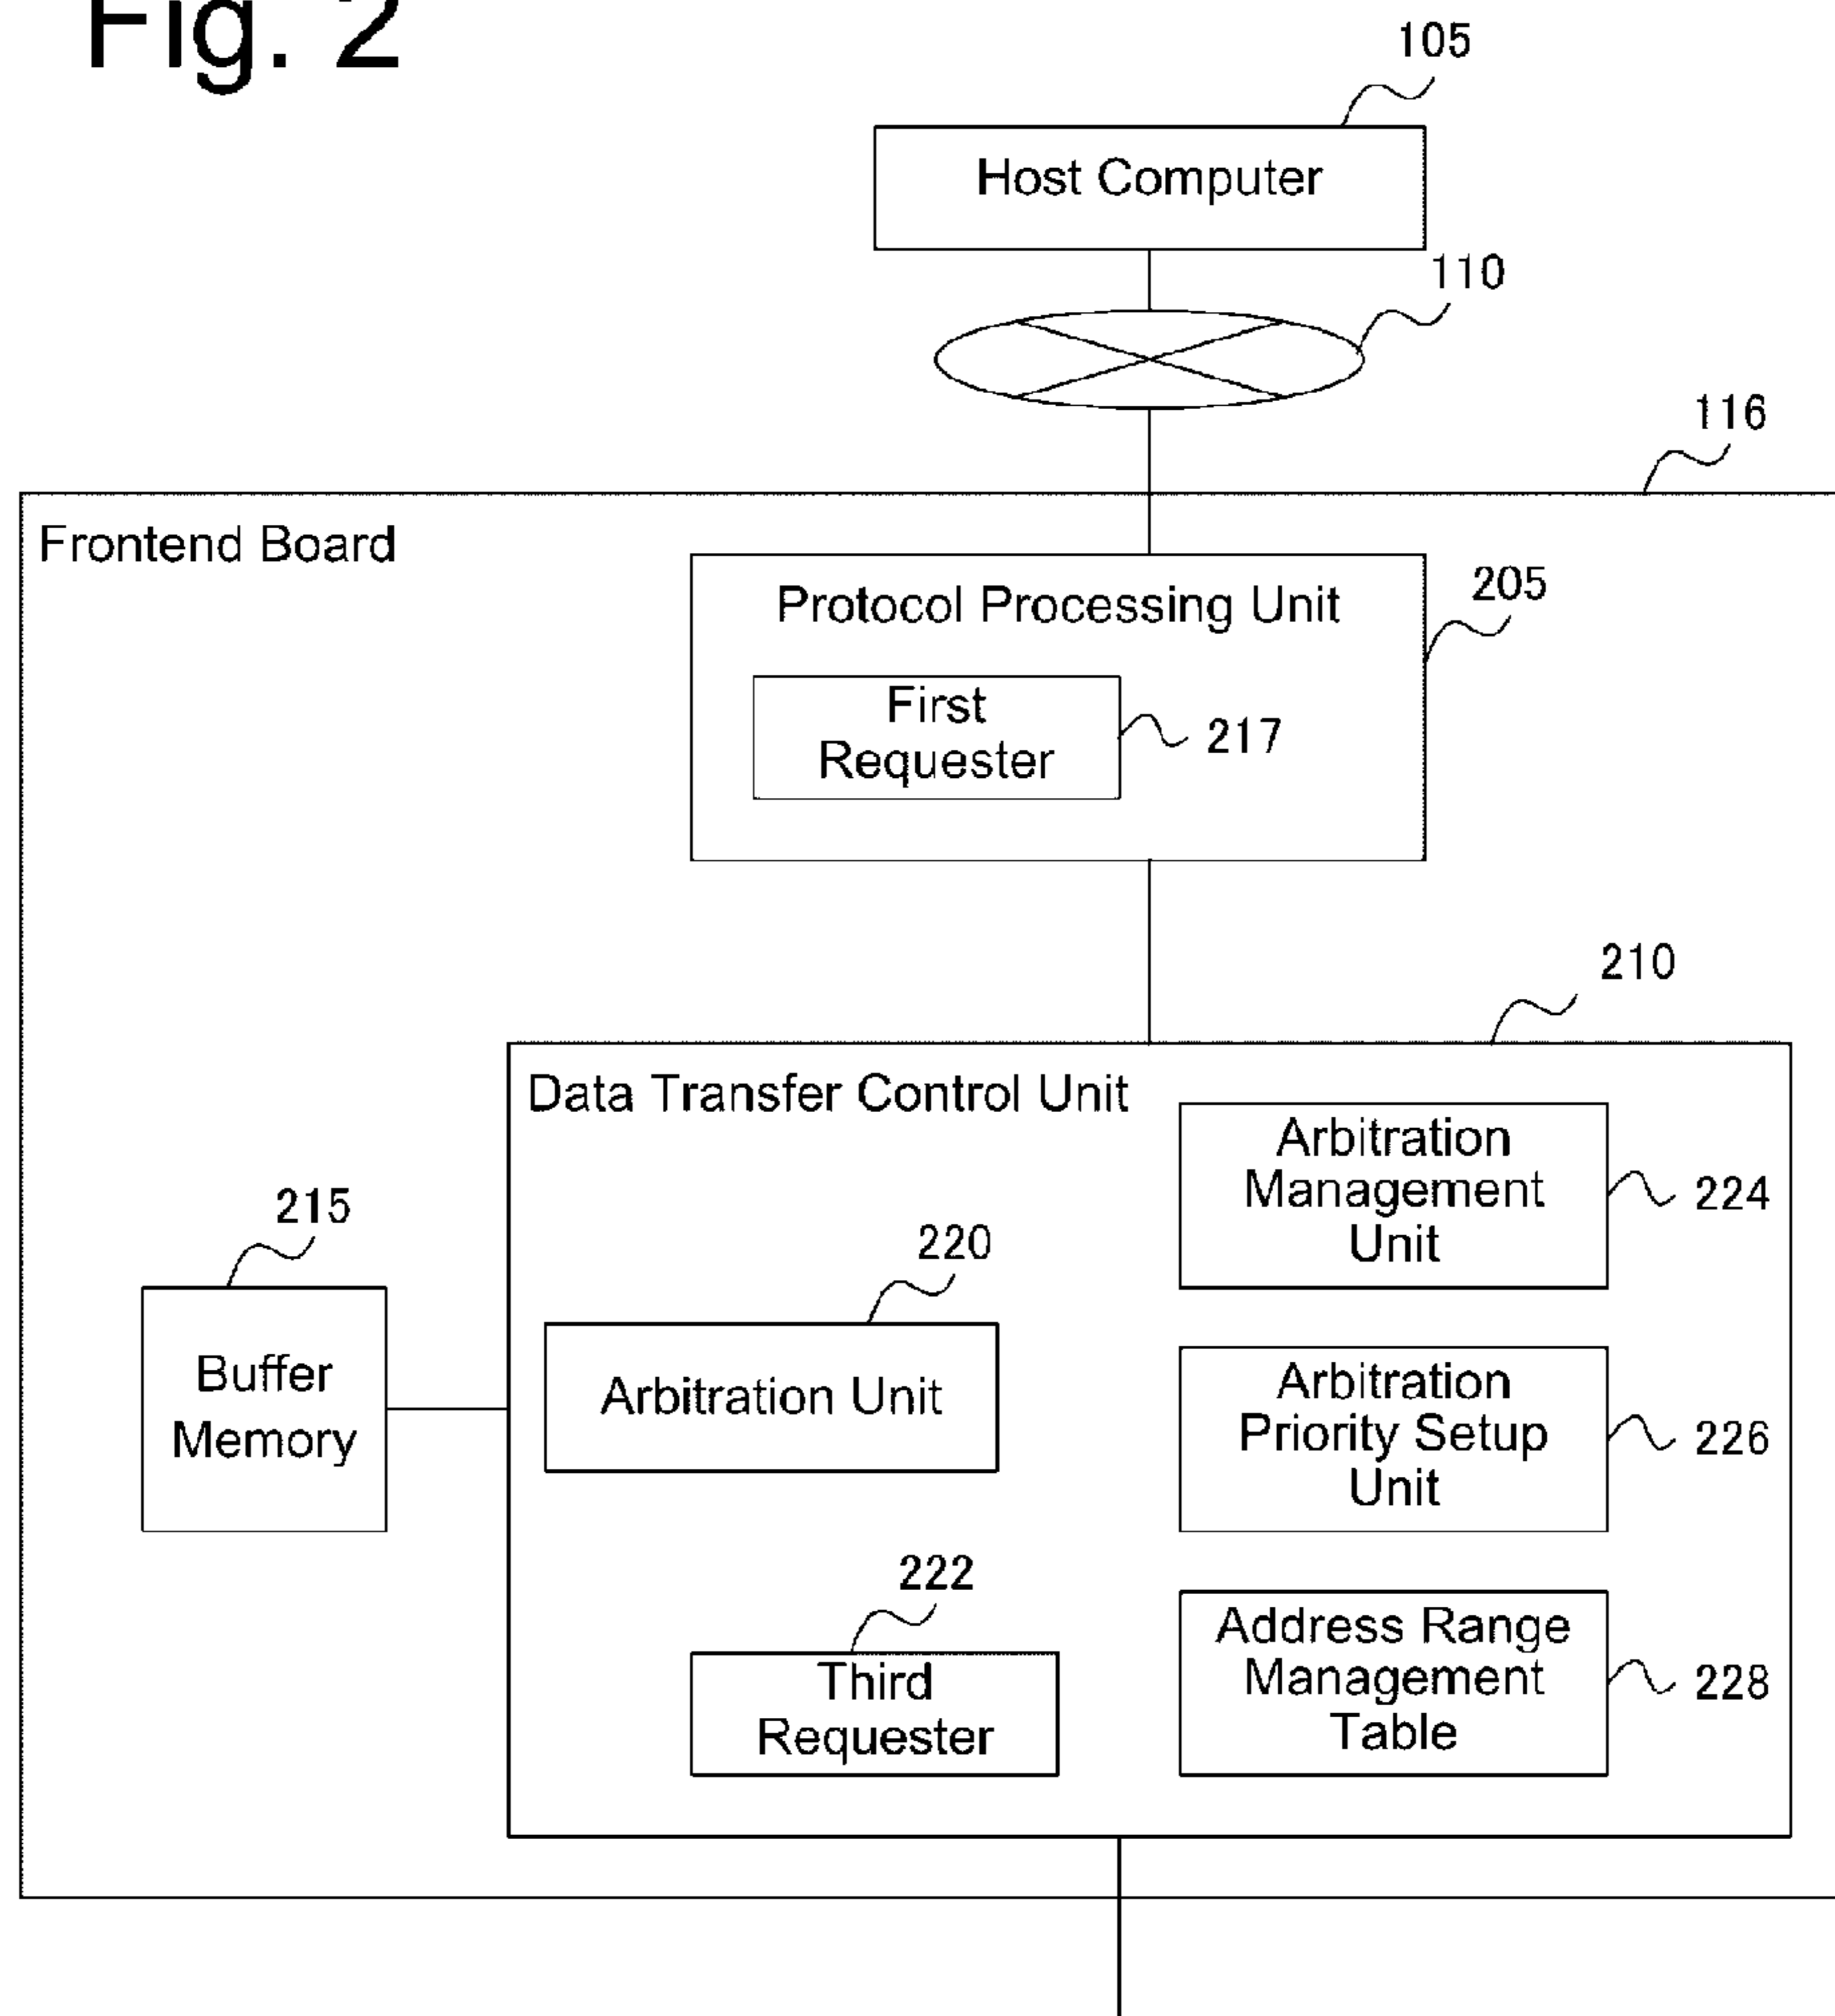 Fig. 2
105
Host Computer
110
116
Frontend Board
205
Protocol Processing Unit
First
Requester
217
210
Data Transfer Control Unit
Arbitration
Management
Unit
224
215
220
Buffer
Memory
Arbitration Unit
Arbitration
Priority Setup
Unit
226
222
Third
Requester
Address Range
Management
Table
228